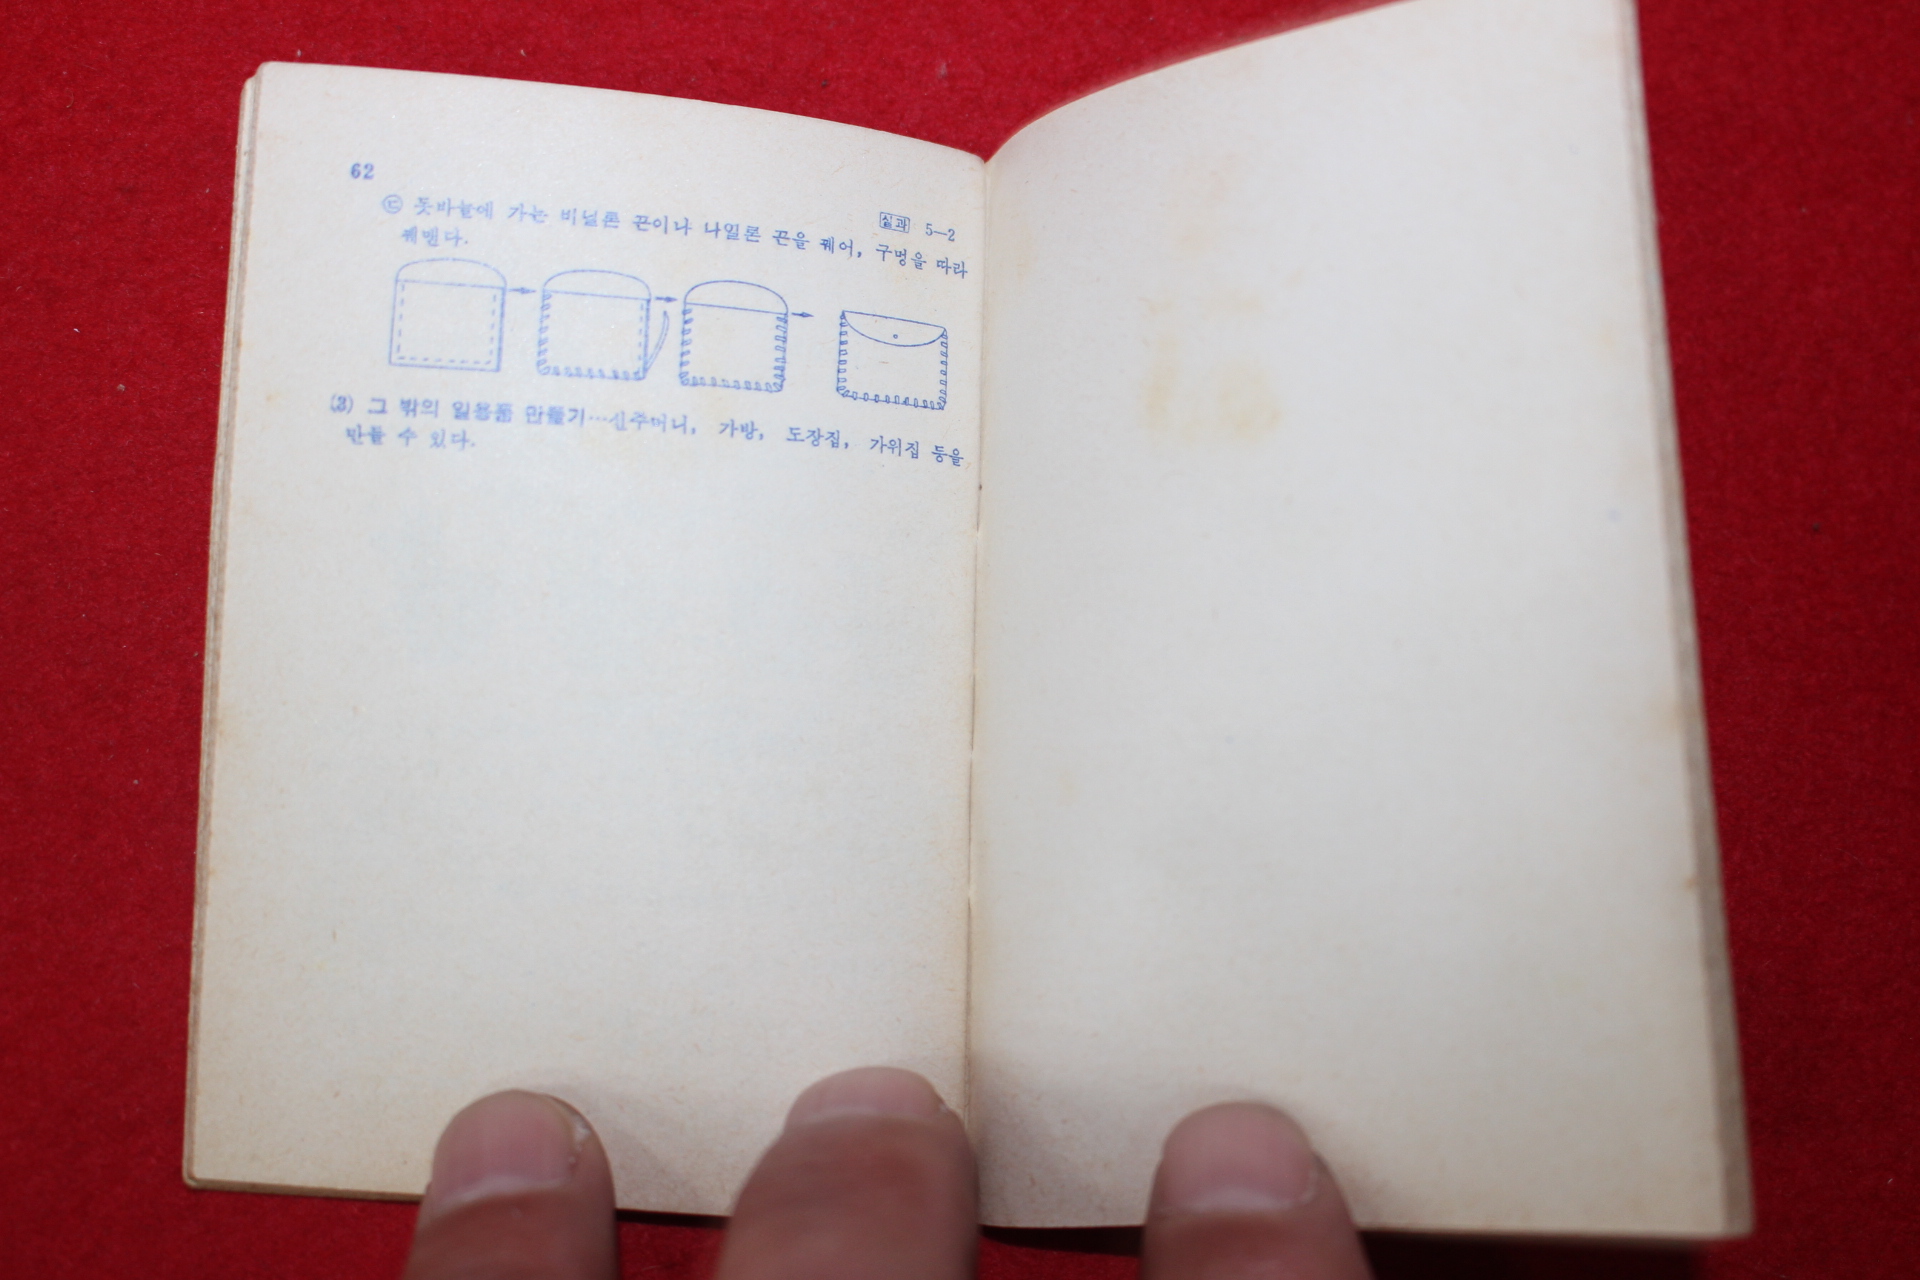 62
실과 5—2
㉢ 돗바늘에 가는 비닐론 끈이나 나일론 끈을 꿰어, 구멍을 따라
꿰맨다.
(3) 그 밖의 일용품 만들기…신주머니, 가방, 도장집, 가위집 등을
만들 수 있다.